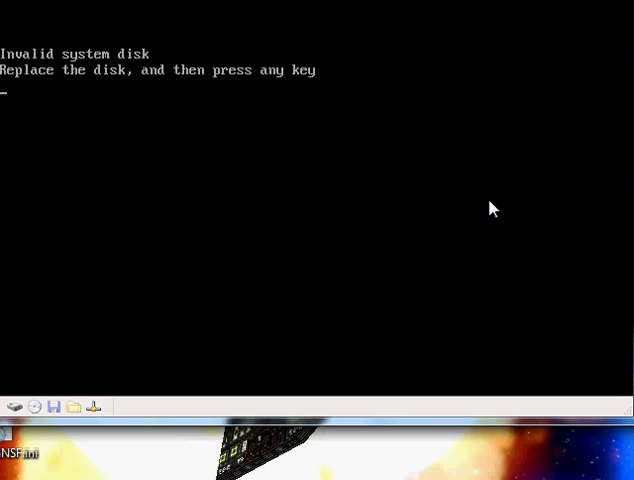 Invalid system disk
Replace the disk, and then press any key
NSF.ini